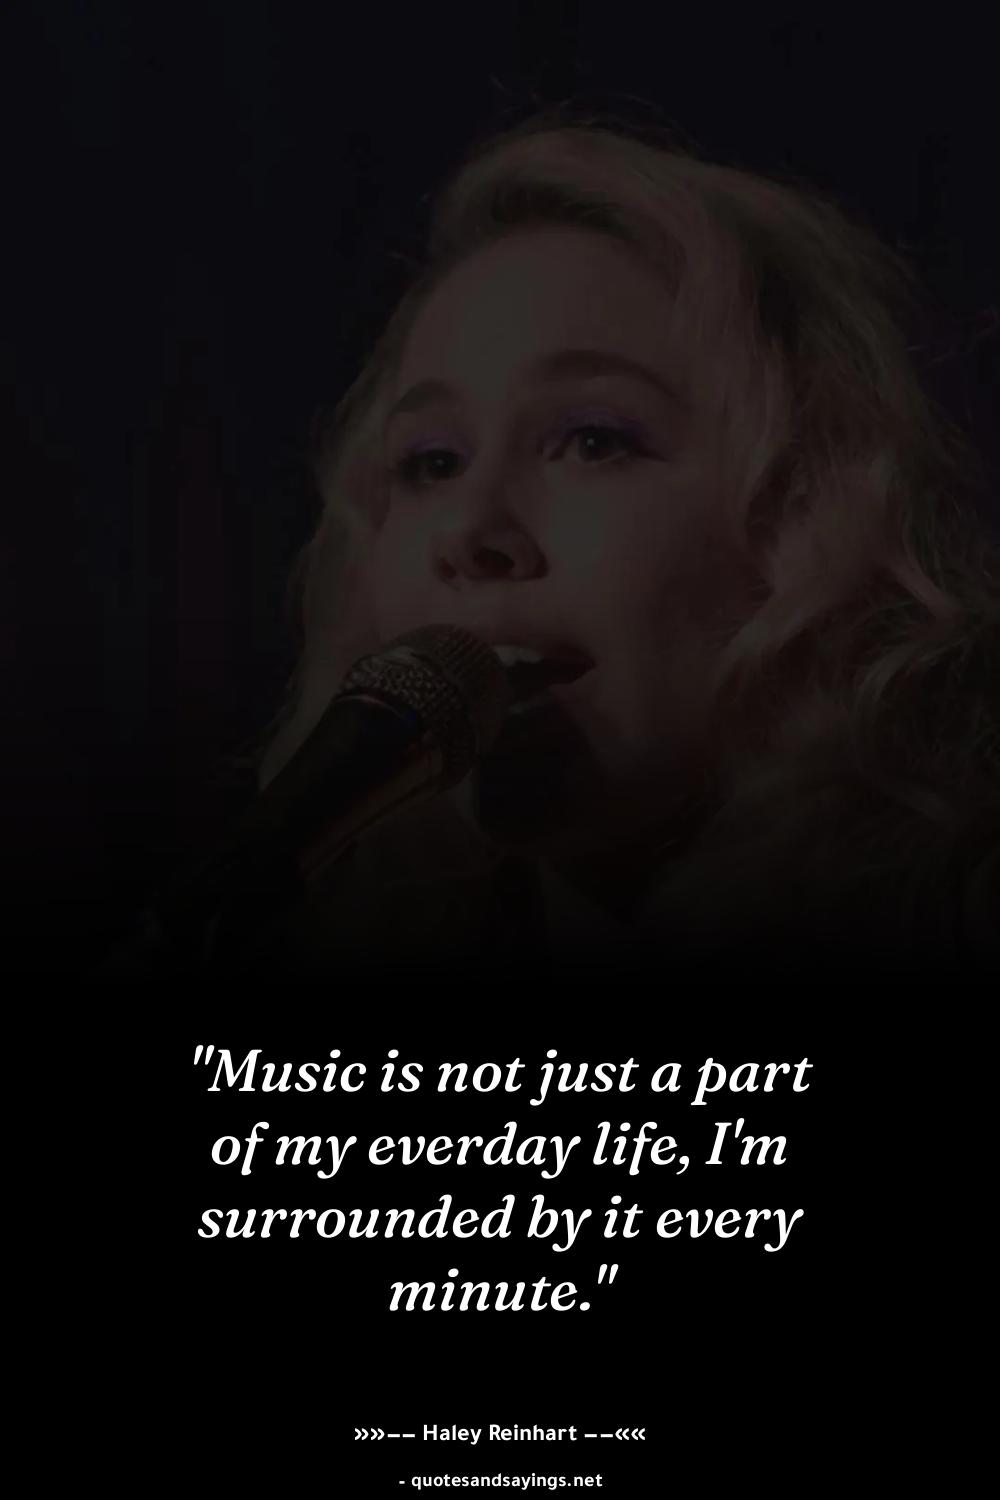 "Music is not just a part
of my everday life, I'm
surrounded by it every
minute."
»»−− Haley Reinhart −−««
- quotesandsayings.net